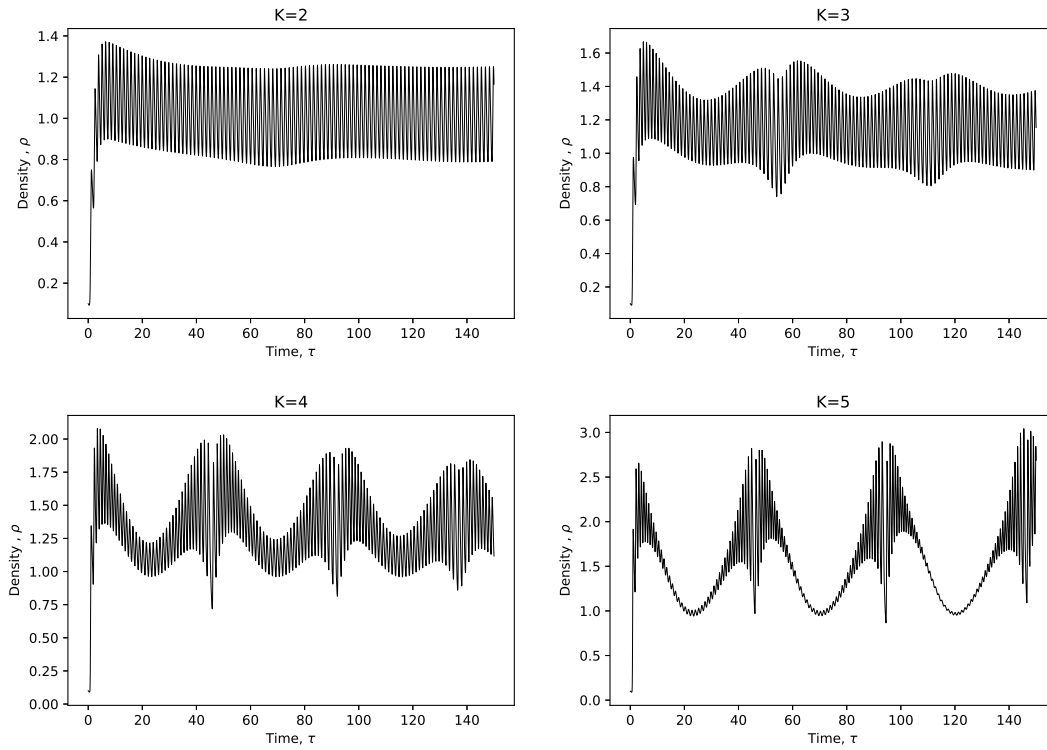 K=2
1.4
1.2
1.0
0.8
0.6
0.4
0.2
Density , ρ
0 20 40 60 80 100 120 140
Time, τ
K=3
1.6
1.4
1.2
1.0
0.8
0.6
0.4
0.2
Density , ρ
0 20 40 60 80 100 120 140
Time, τ
K=4
2.00
1.75
1.50
1.25
1.00
0.75
0.50
0.25
0.00
Density , ρ
0 20 40 60 80 100 120 140
Time, τ
K=5
3.0
2.5
2.0
1.5
1.0
0.5
0.0
Density , ρ
0 20 40 60 80 100 120 140
Time, τ